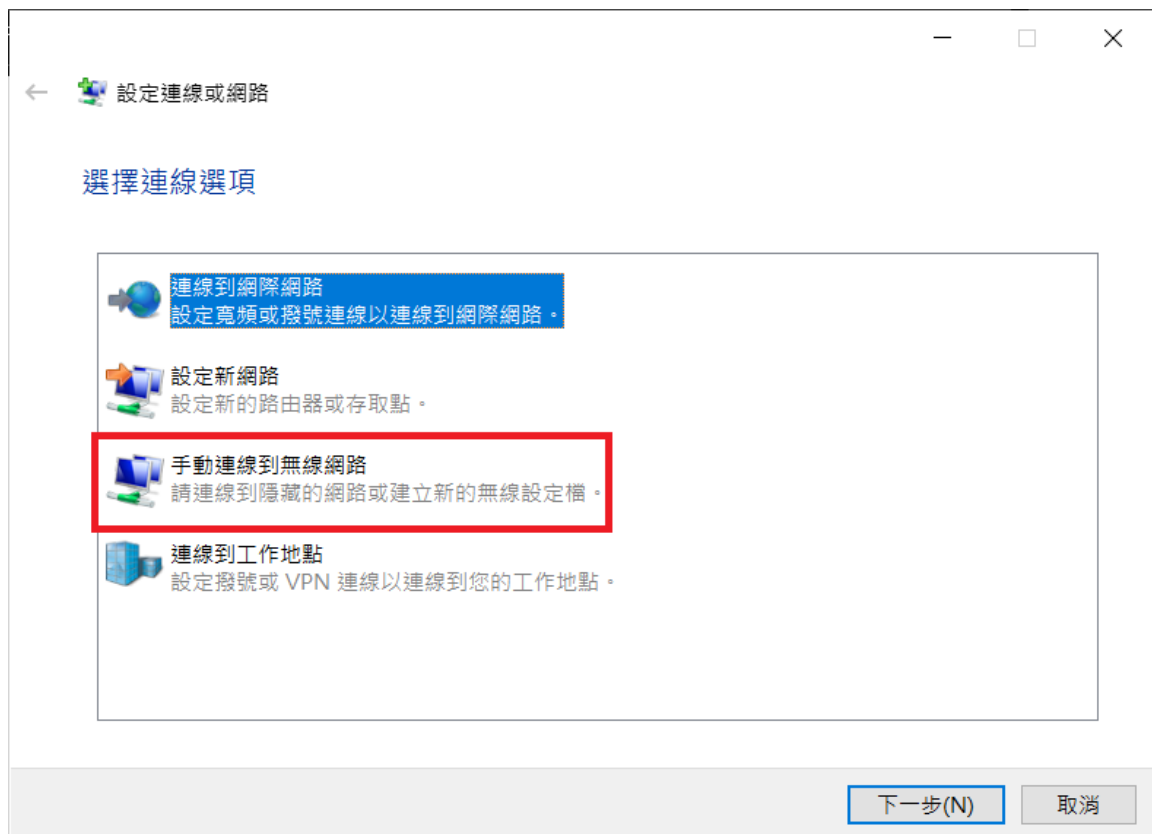 設定連線或網路
選擇連線選項
連線到網際網路
設定寬頻或撥號連線以連線到網際網路。
設定新網路
設定新的路由器或存取點。
手動連線到無線網路
請連線到隱藏的網路或建立新的無線設定檔。
連線到工作地點
設定撥號或 VPN 連線以連線到您的工作地點。
下一步(N)
取消